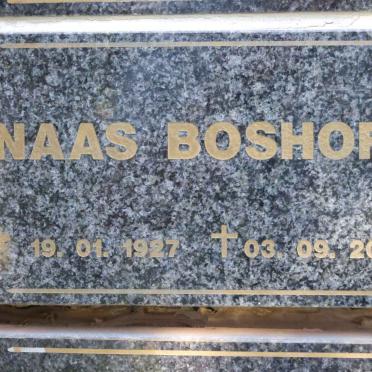 NAAS BOSHOF
* 19. 01. 1927 † 03. 09. 20